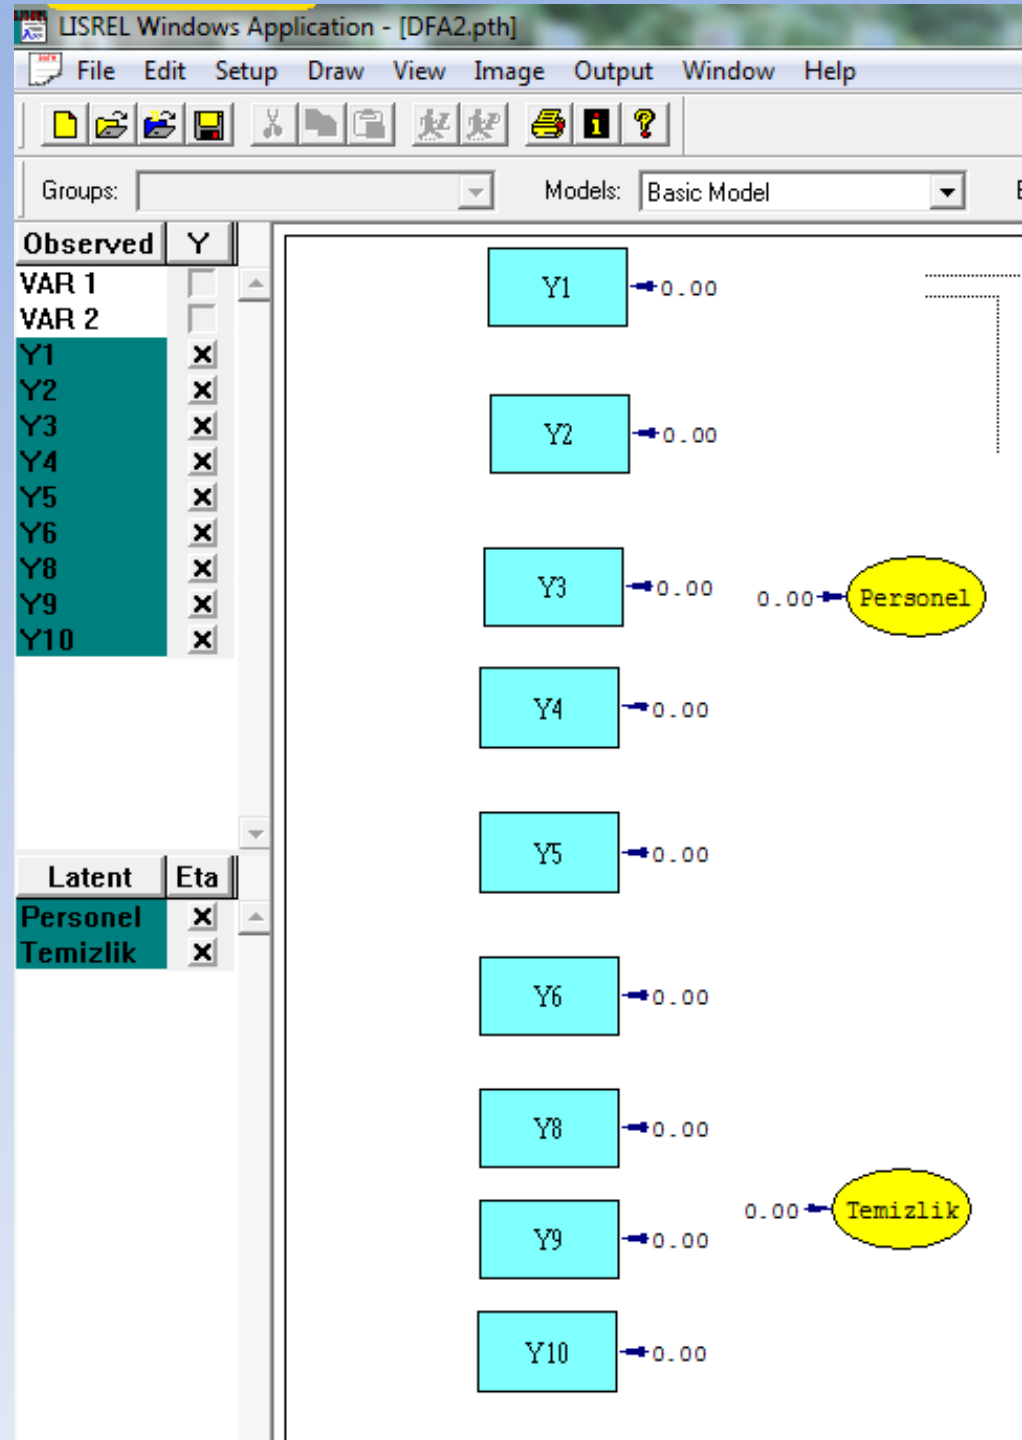 LISREL Windows Application - [DFA2.pth]
File Edit Setup Draw View Image Output Window Help
Groups: Models: Basic Model
Observed Y
VAR 1
VAR 2
Y1
Y2
Y3
Y4
Y5
Y6
Y8
Y9
Y10
Latent Eta
Personel
Temizlik
Y1 0.00
Y2 0.00
Y3 0.00 0.00 Personel
Y4 0.00
Y5 0.00
Y6 0.00
Y8 0.00
Y9 0.00 0.00 Temizlik
Y10 0.00